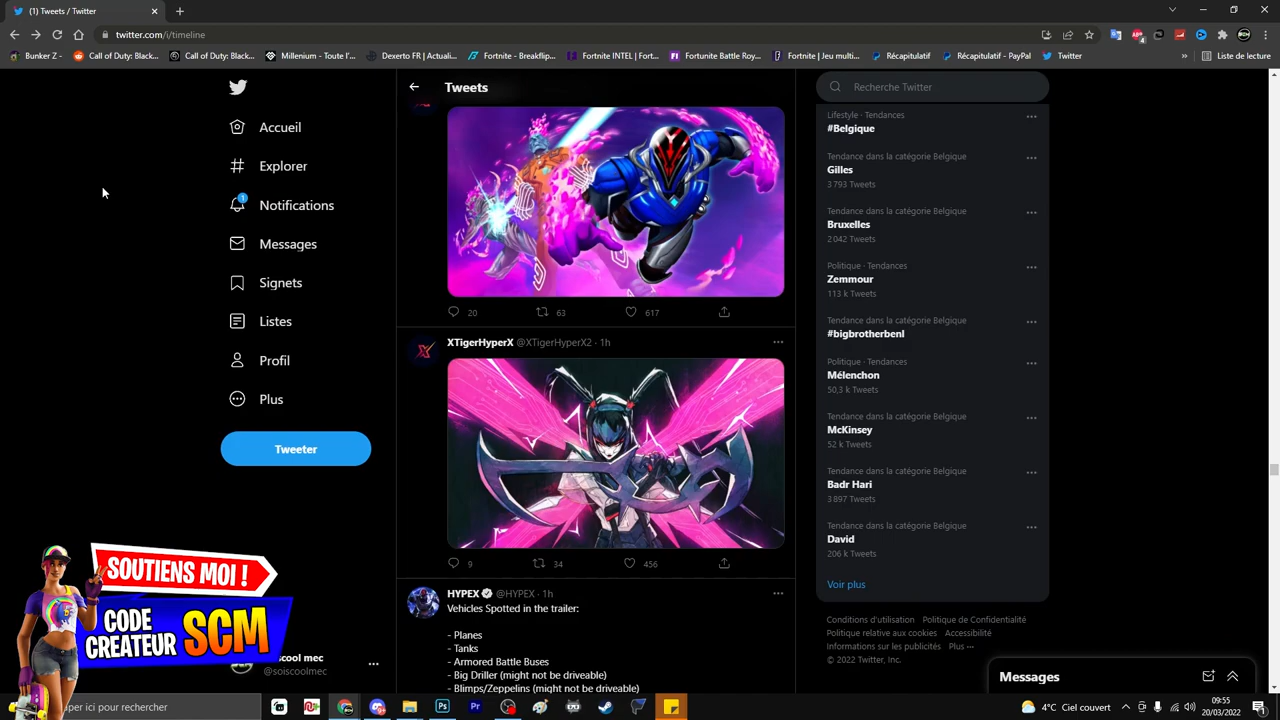 (1) Tweets / Twitter
twitter.com/i/timeline
Bunker Z -
Call of Duty: Black...
Call of Duty: Black...
Millenium - Toute l'...
Dexerto FR | Actuali...
Fortnite - Breakflip...
Fortnite INTEL | Fort...
Fortunite Battle Roy...
Fortnite | Jeu multi...
Récapitulatif
Récapitulatif - PayPal
Twitter
»
Liste de lecture
Accueil
Explorer
1
Notifications
Messages
Signets
Listes
Profil
Plus
Tweeter
Tweets
20
63
617
XTigerHyperX @XTigerHyperX2 · 1h
9
34
456
HYPEX @HYPEX · 1h
Vehicles Spotted in the trailer:
- Planes
- Tanks
- Armored Battle Buses
- Big Driller (might not be driveable)
- Blimps/Zeppelins (might not be driveable)
Recherche Twitter
Lifestyle · Tendances
#Belgique
Tendance dans la catégorie Belgique
Gilles
3 793 Tweets
Tendance dans la catégorie Belgique
Bruxelles
2 042 Tweets
Politique · Tendances
Zemmour
113 k Tweets
Tendance dans la catégorie Belgique
#bigbrotherbenl
Politique · Tendances
Mélenchon
50,3 k Tweets
Tendance dans la catégorie Belgique
McKinsey
52 k Tweets
Tendance dans la catégorie Belgique
Badr Hari
3 897 Tweets
Tendance dans la catégorie Belgique
David
206 k Tweets
Voir plus
Conditions d'utilisation Politique de Confidentialité
Politique relative aux cookies Accessibilité
Informations sur les publicités Plus ···
© 2022 Twitter, Inc.
Messages
SOUTIENS MOI !
CODE
CREATEUR SCM
cool mec
@soiscoolmec
per ici pour rechercher
4°C Ciel couvert
09:55
20/03/2022